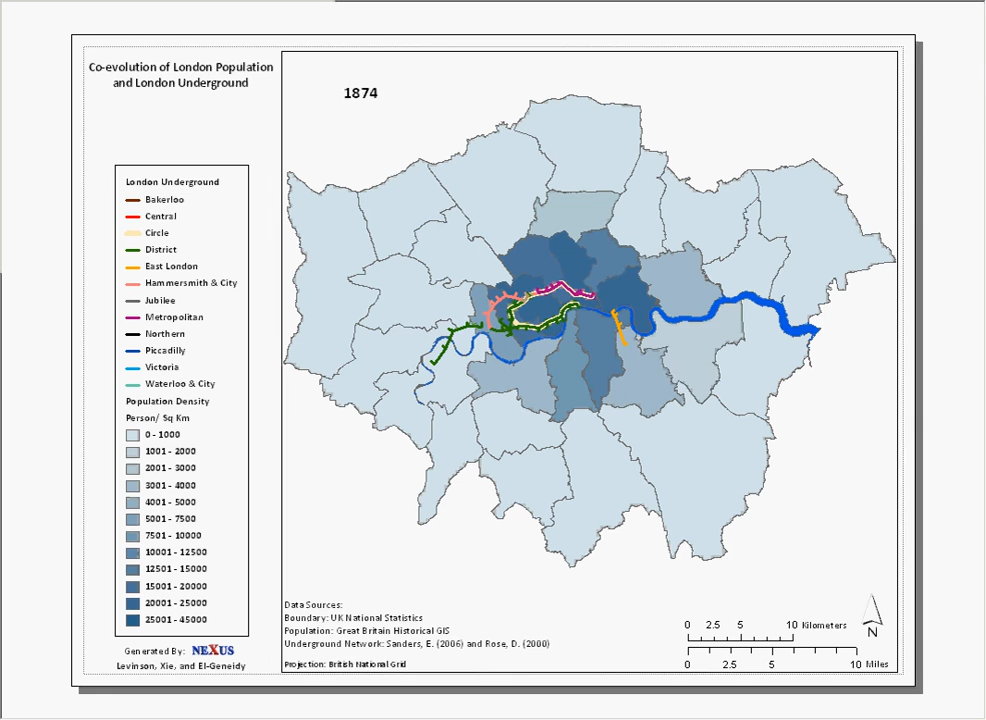 Co-evolution of London Population
and London Underground
1874
London Underground
Bakerloo
Central
Circle
District
East London
Hammersmith & City
Jubilee
Metropolitan
Northern
Piccadilly
Victoria
Waterloo & City
Population Density
Person/ Sq Km
0 - 1000
1001 - 2000
2001 - 3000
3001 - 4000
4001 - 5000
5001 - 7500
7501 - 10000
10001 - 12500
12501 - 15000
15001 - 20000
20001 - 25000
25001 - 45000
Generated By: NEXUS
Levinson, Xie, and El-Geneidy
Data Sources:
Boundary: UK National Statistics
Population: Great Britain Historical GIS
Underground Network: Sanders, E. (2006) and Rose, D. (2000)
Projection: British National Grid
0 2.5 5 10 Kilometers
0 2.5 5 10 Miles
N